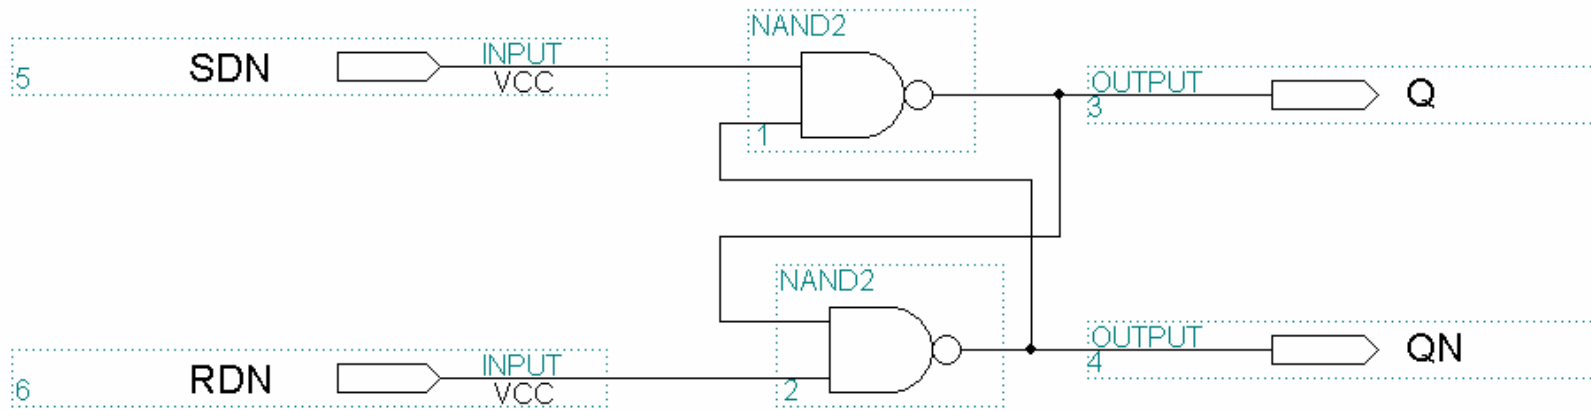 NAND2
INPUT
5 SDN VCC
OUTPUT
3 Q
1
NAND2
INPUT
6 RDN VCC
OUTPUT
4 QN
2